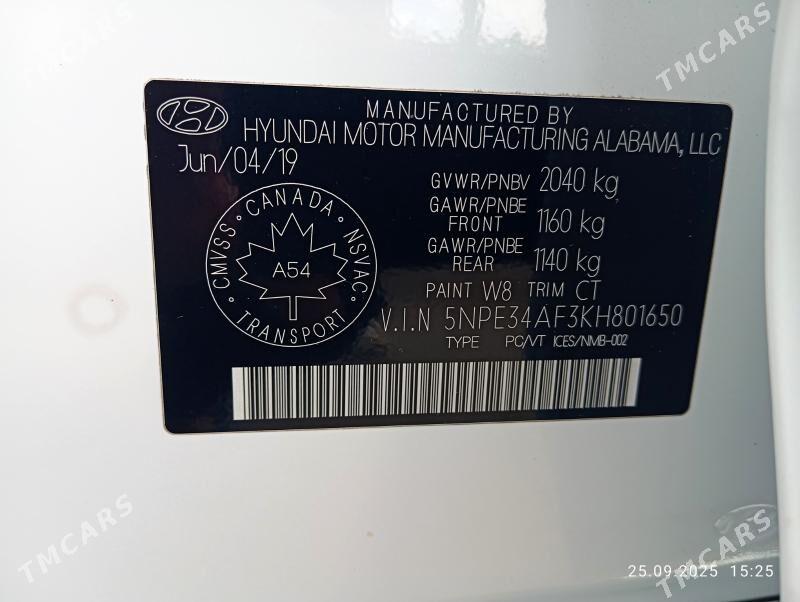 TMCARS
TMCARS
MANUFACTURED BY
HYUNDAI MOTOR MANUFACTURING ALABAMA, LLC
Jun/04/19
GVWR/PNBV 2040 kg
GAWR/PNBE FRONT 1160 kg
GAWR/PNBE REAR 1140 kg
PAINT W8 TRIM CT
V.I.N 5NPE34AF3KH801650
TYPE PC/VT ICES/NMB-002
CANADA
CMVSS NSVAC
A54
TRANSPORT
TMCARS
TMCARS
25.09.2025 15:25